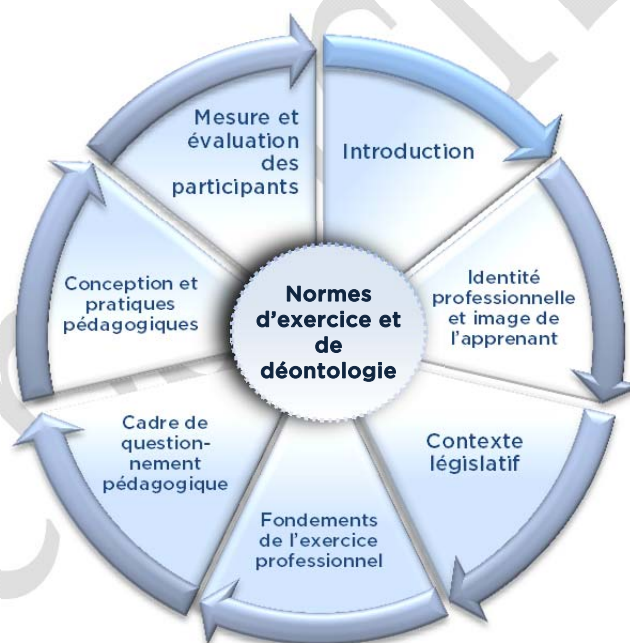 Mesure et
évaluation
des
participants
Introduction
Identité
professionnelle
et image de
l'apprenant
Contexte
législatif
Fondements
de l'exercice
professionnel
Cadre de
question-
nement
pédagogique
Conception et
pratiques
pédagogiques
Normes
d'exercice et
de
déontologie